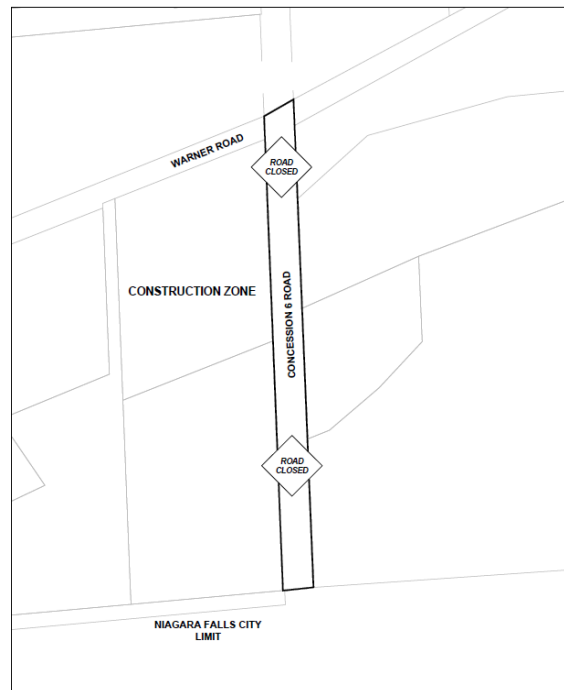 WARNER ROAD
ROAD
CLOSED
CONSTRUCTION ZONE
CONCESSION 6 ROAD
ROAD
CLOSED
NIAGARA FALLS CITY
LIMIT